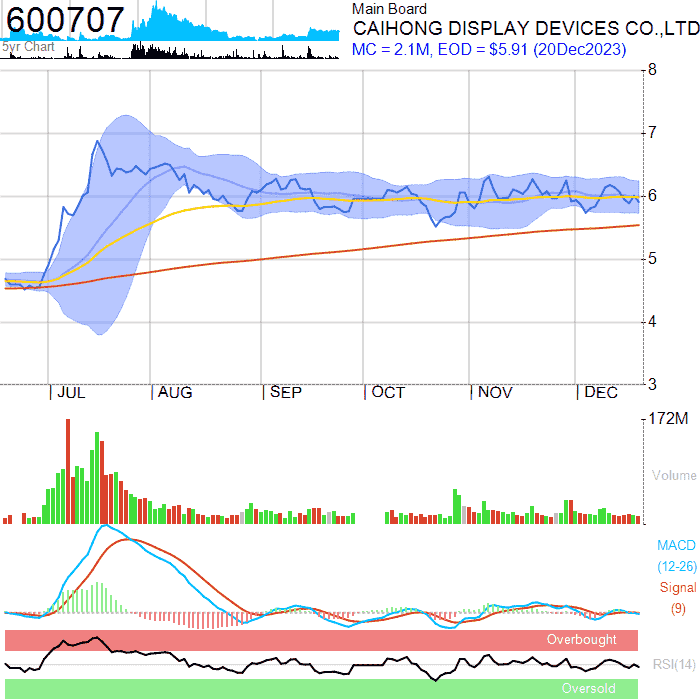 600707
5yr Chart
Main Board
CAIHONG DISPLAY DEVICES CO.,LTD
MC = 2.1M, EOD = $5.91 (20Dec2023)
8
7
6
5
4
3
JUL AUG SEP OCT NOV DEC
172M
Volume
MACD
(12-26)
Signal
(9)
Overbought
RSI(14)
Oversold